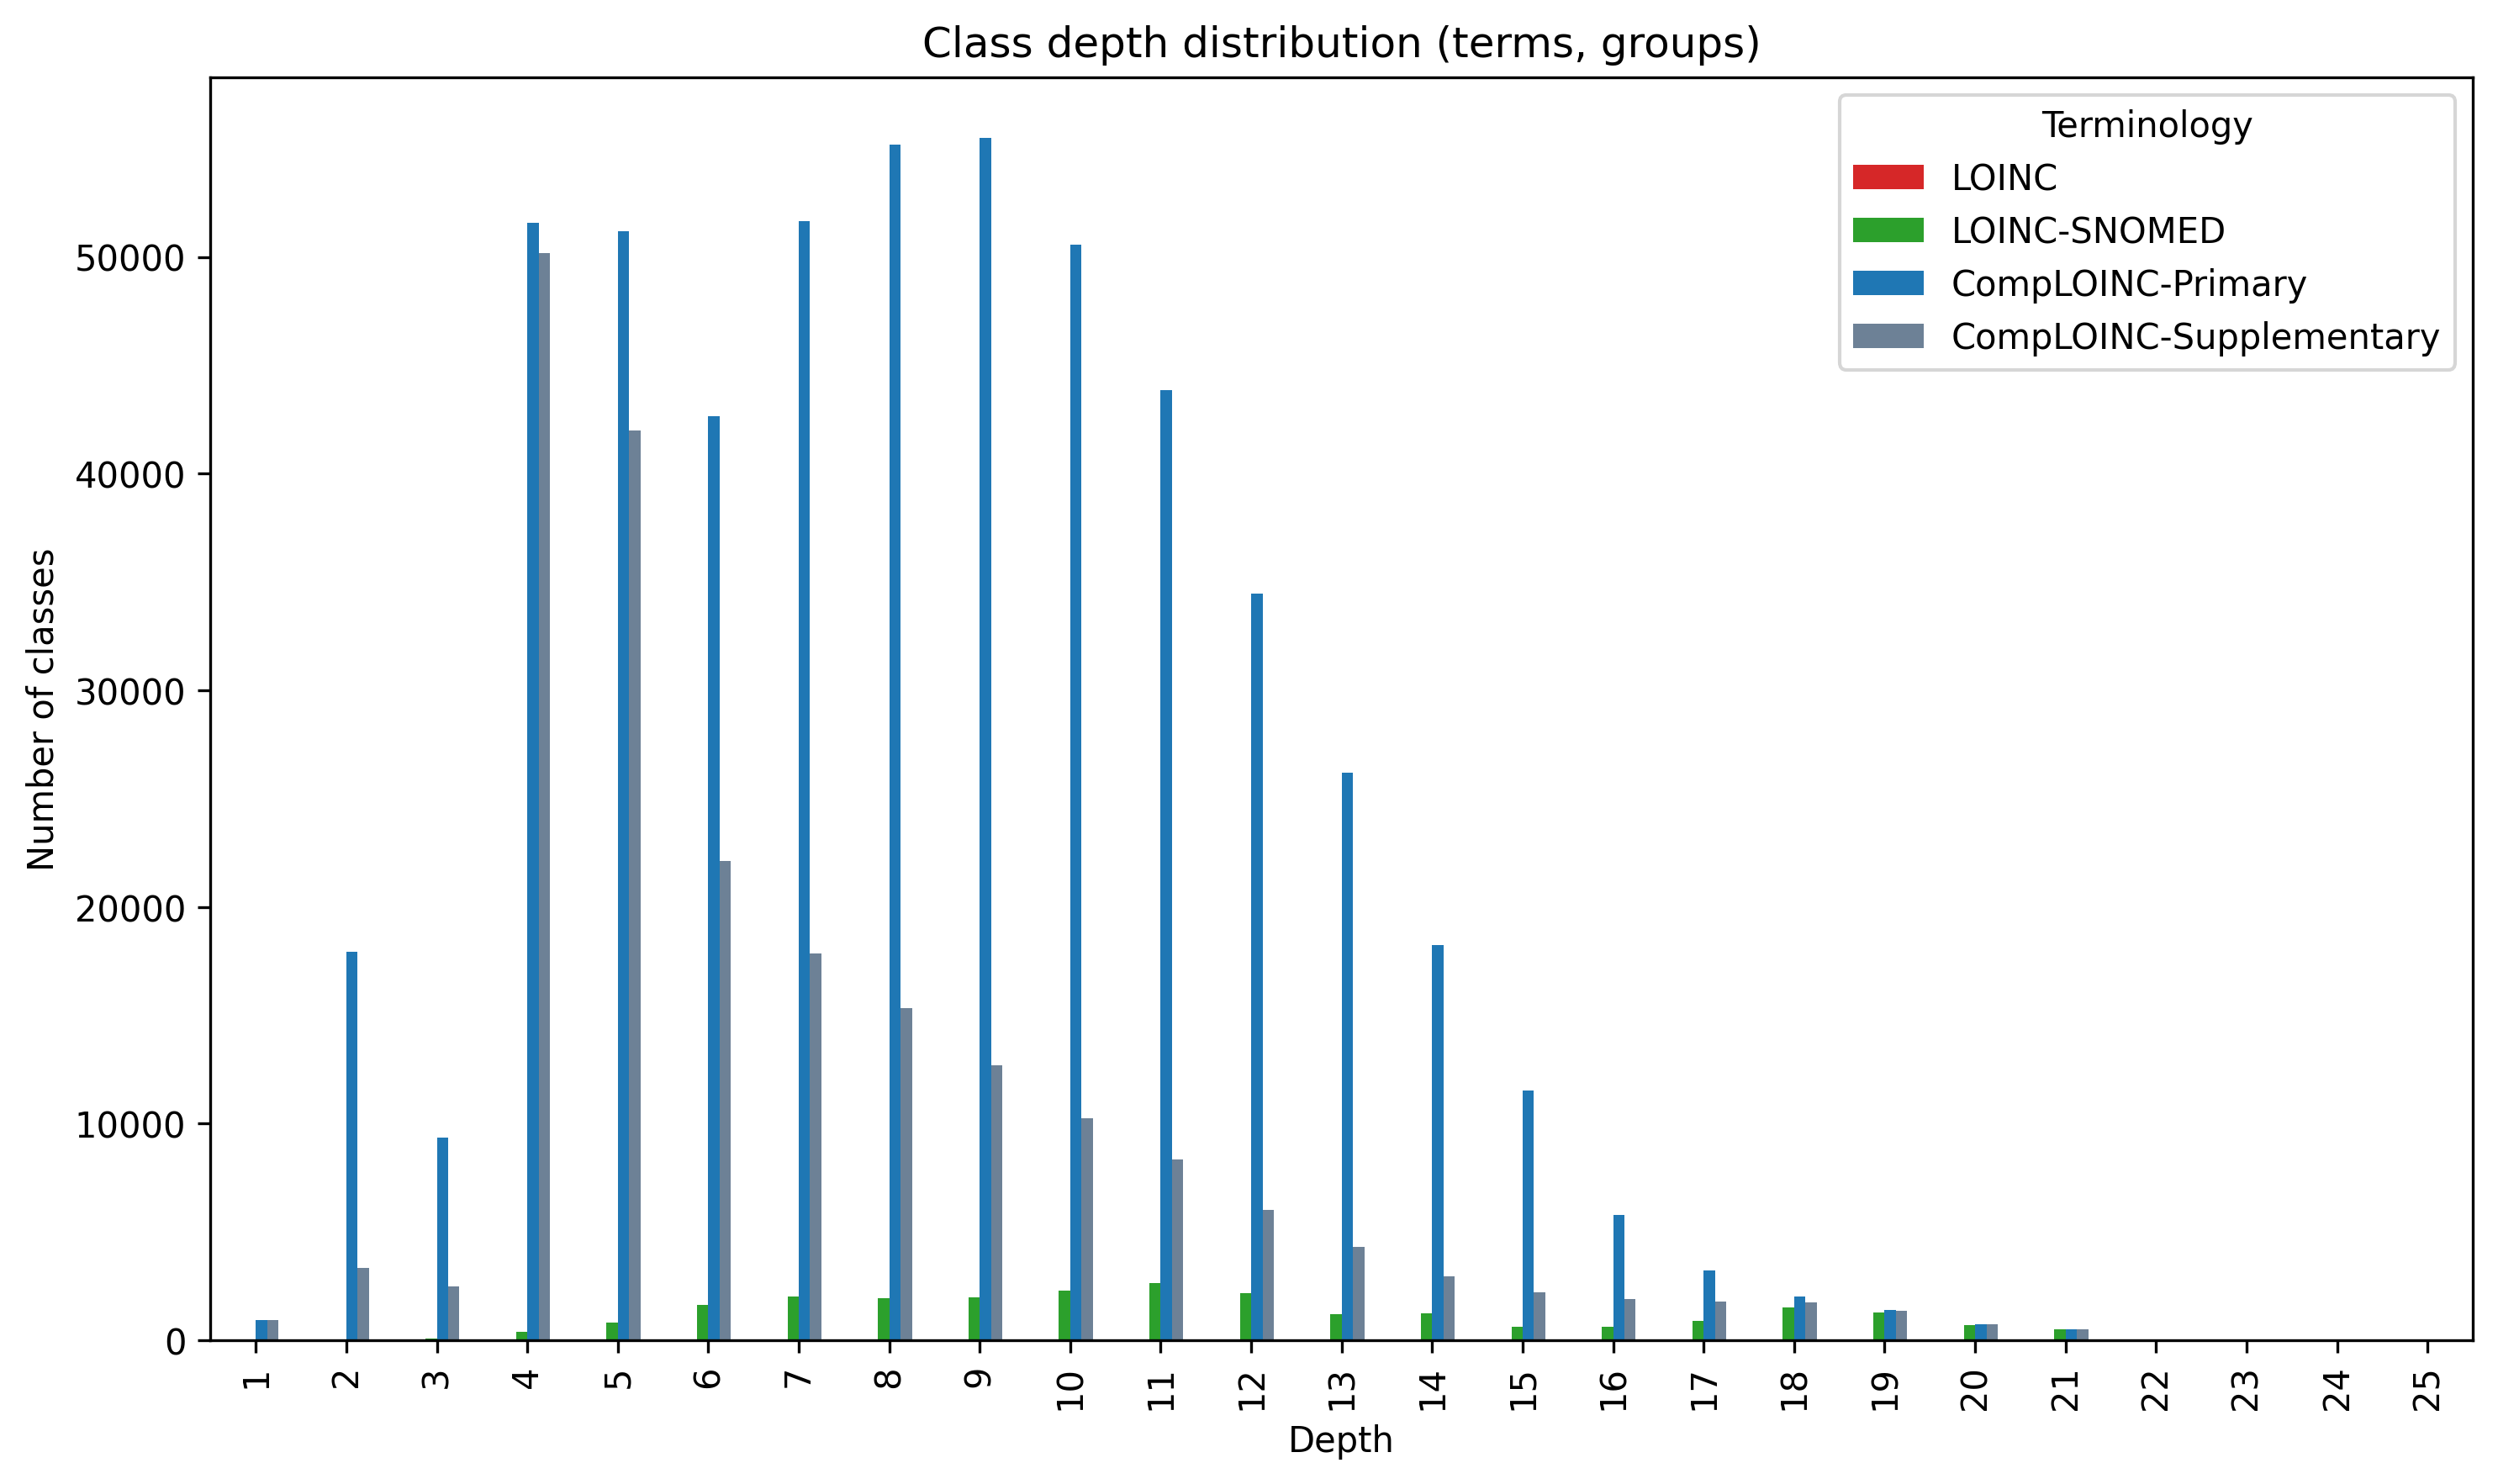 Class depth distribution (terms, groups)
Terminology
LOINC
LOINC-SNOMED
CompLOINC-Primary
CompLOINC-Supplementary
Number of classes
50000
40000
30000
20000
10000
0
1 2 3 4 5 6 7 8 9 10 11 12 13 14 15 16 17 18 19 20 21 22 23 24 25
Depth